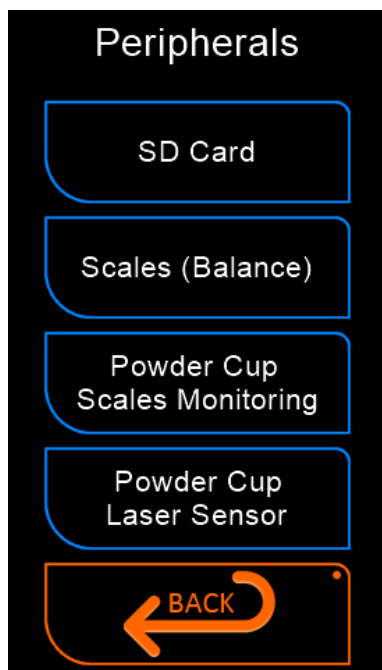 Peripherals
SD Card
Scales (Balance)
Powder Cup
Scales Monitoring
Powder Cup
Laser Sensor
BACK